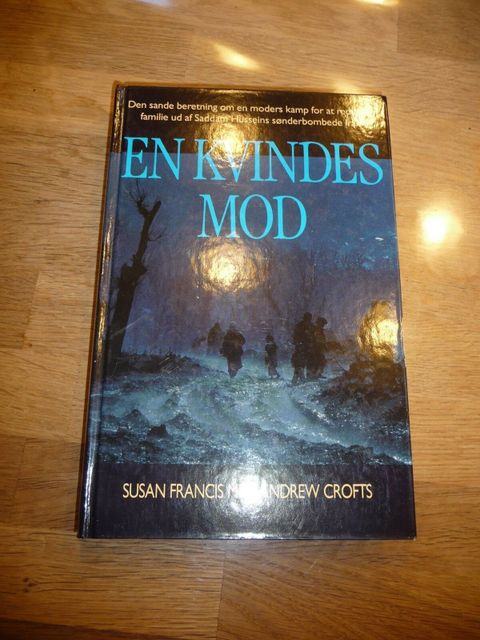 Den sande beretning om en moders kamp for at
familie ud af Saddam Husseins sønderbombede
EN KVINDES
MOD
SUSAN FRANCIS ANDREW CROFTS